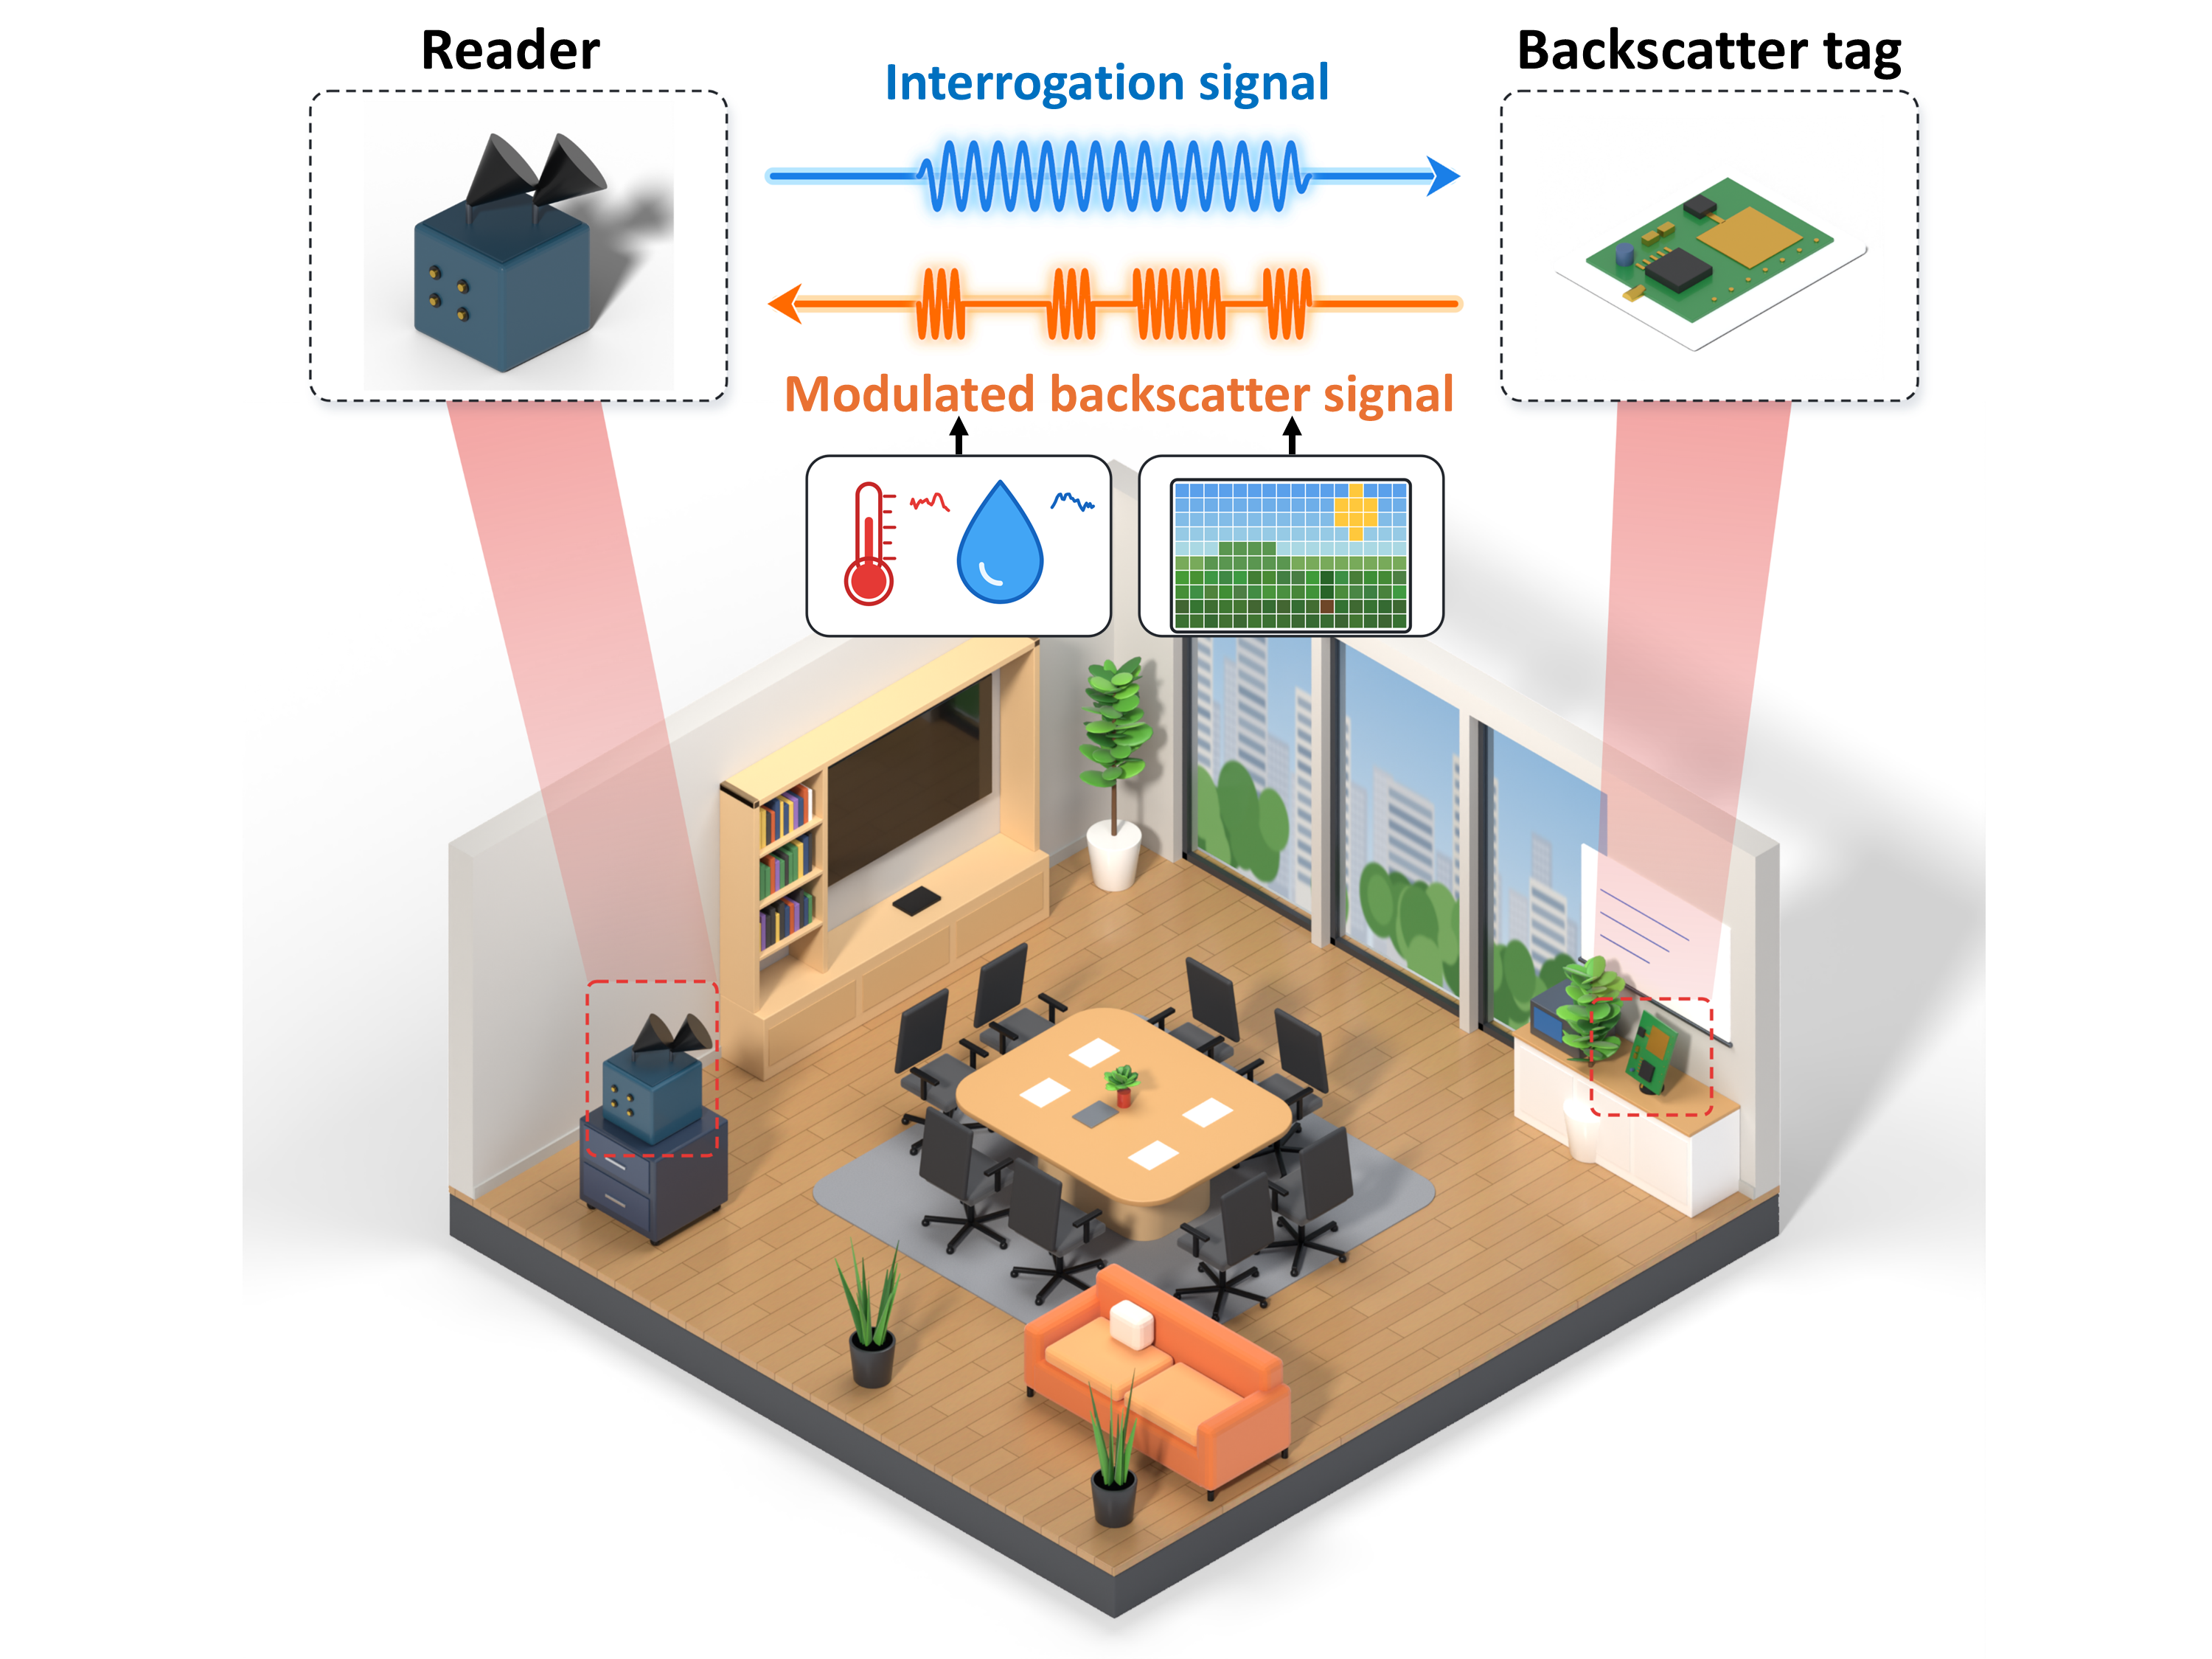 Reader
Interrogation signal
Backscatter tag
Modulated backscatter signal